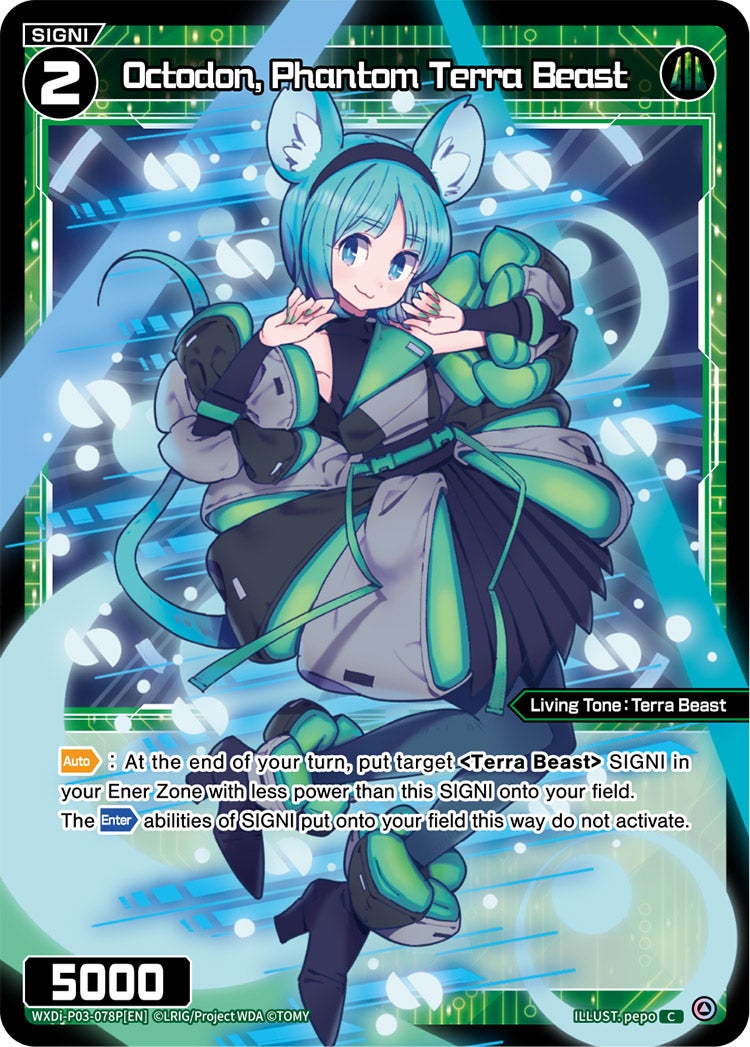 SIGNI
2
Octodon, Phantom Terra Beast
Living Tone：Terra Beast
Auto : At the end of your turn, put target <Terra Beast> SIGNI in
your Ener Zone with less power than this SIGNI onto your field.
The Enter abilities of SIGNI put onto your field this way do not activate.
5000
WXDi-P03-078P[EN] ©LRIG/Project WDA ©TOMY
ILLUST. pepo C